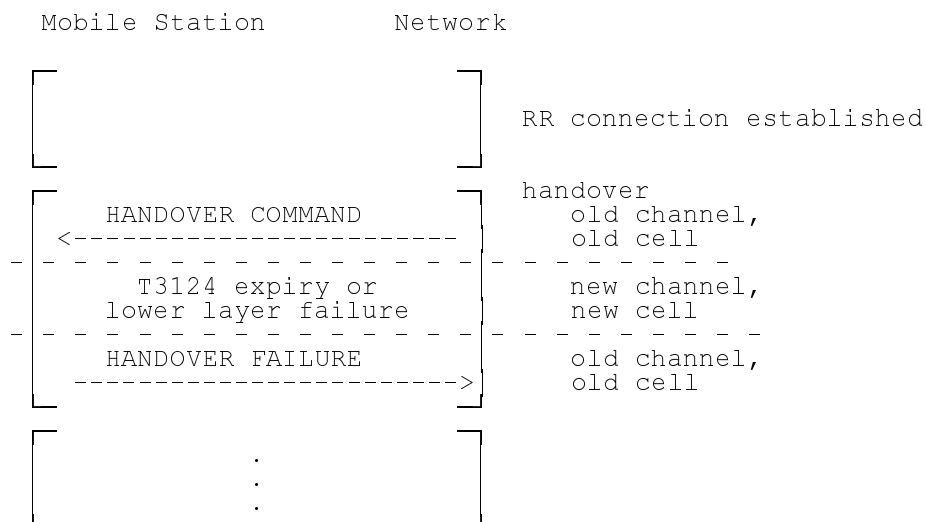 Mobile Station Network
RR connection established
handover
HANDOVER COMMAND old channel,
<------------------------ old cell
- - - - - - - - - - - - - - - - - - - - - - -
T3124 expiry or new channel,
lower layer failure new cell
- - - - - - - - - - - - - - - - - - - - - - - -
HANDOVER FAILURE old channel,
------------------------> old cell
.
.
.